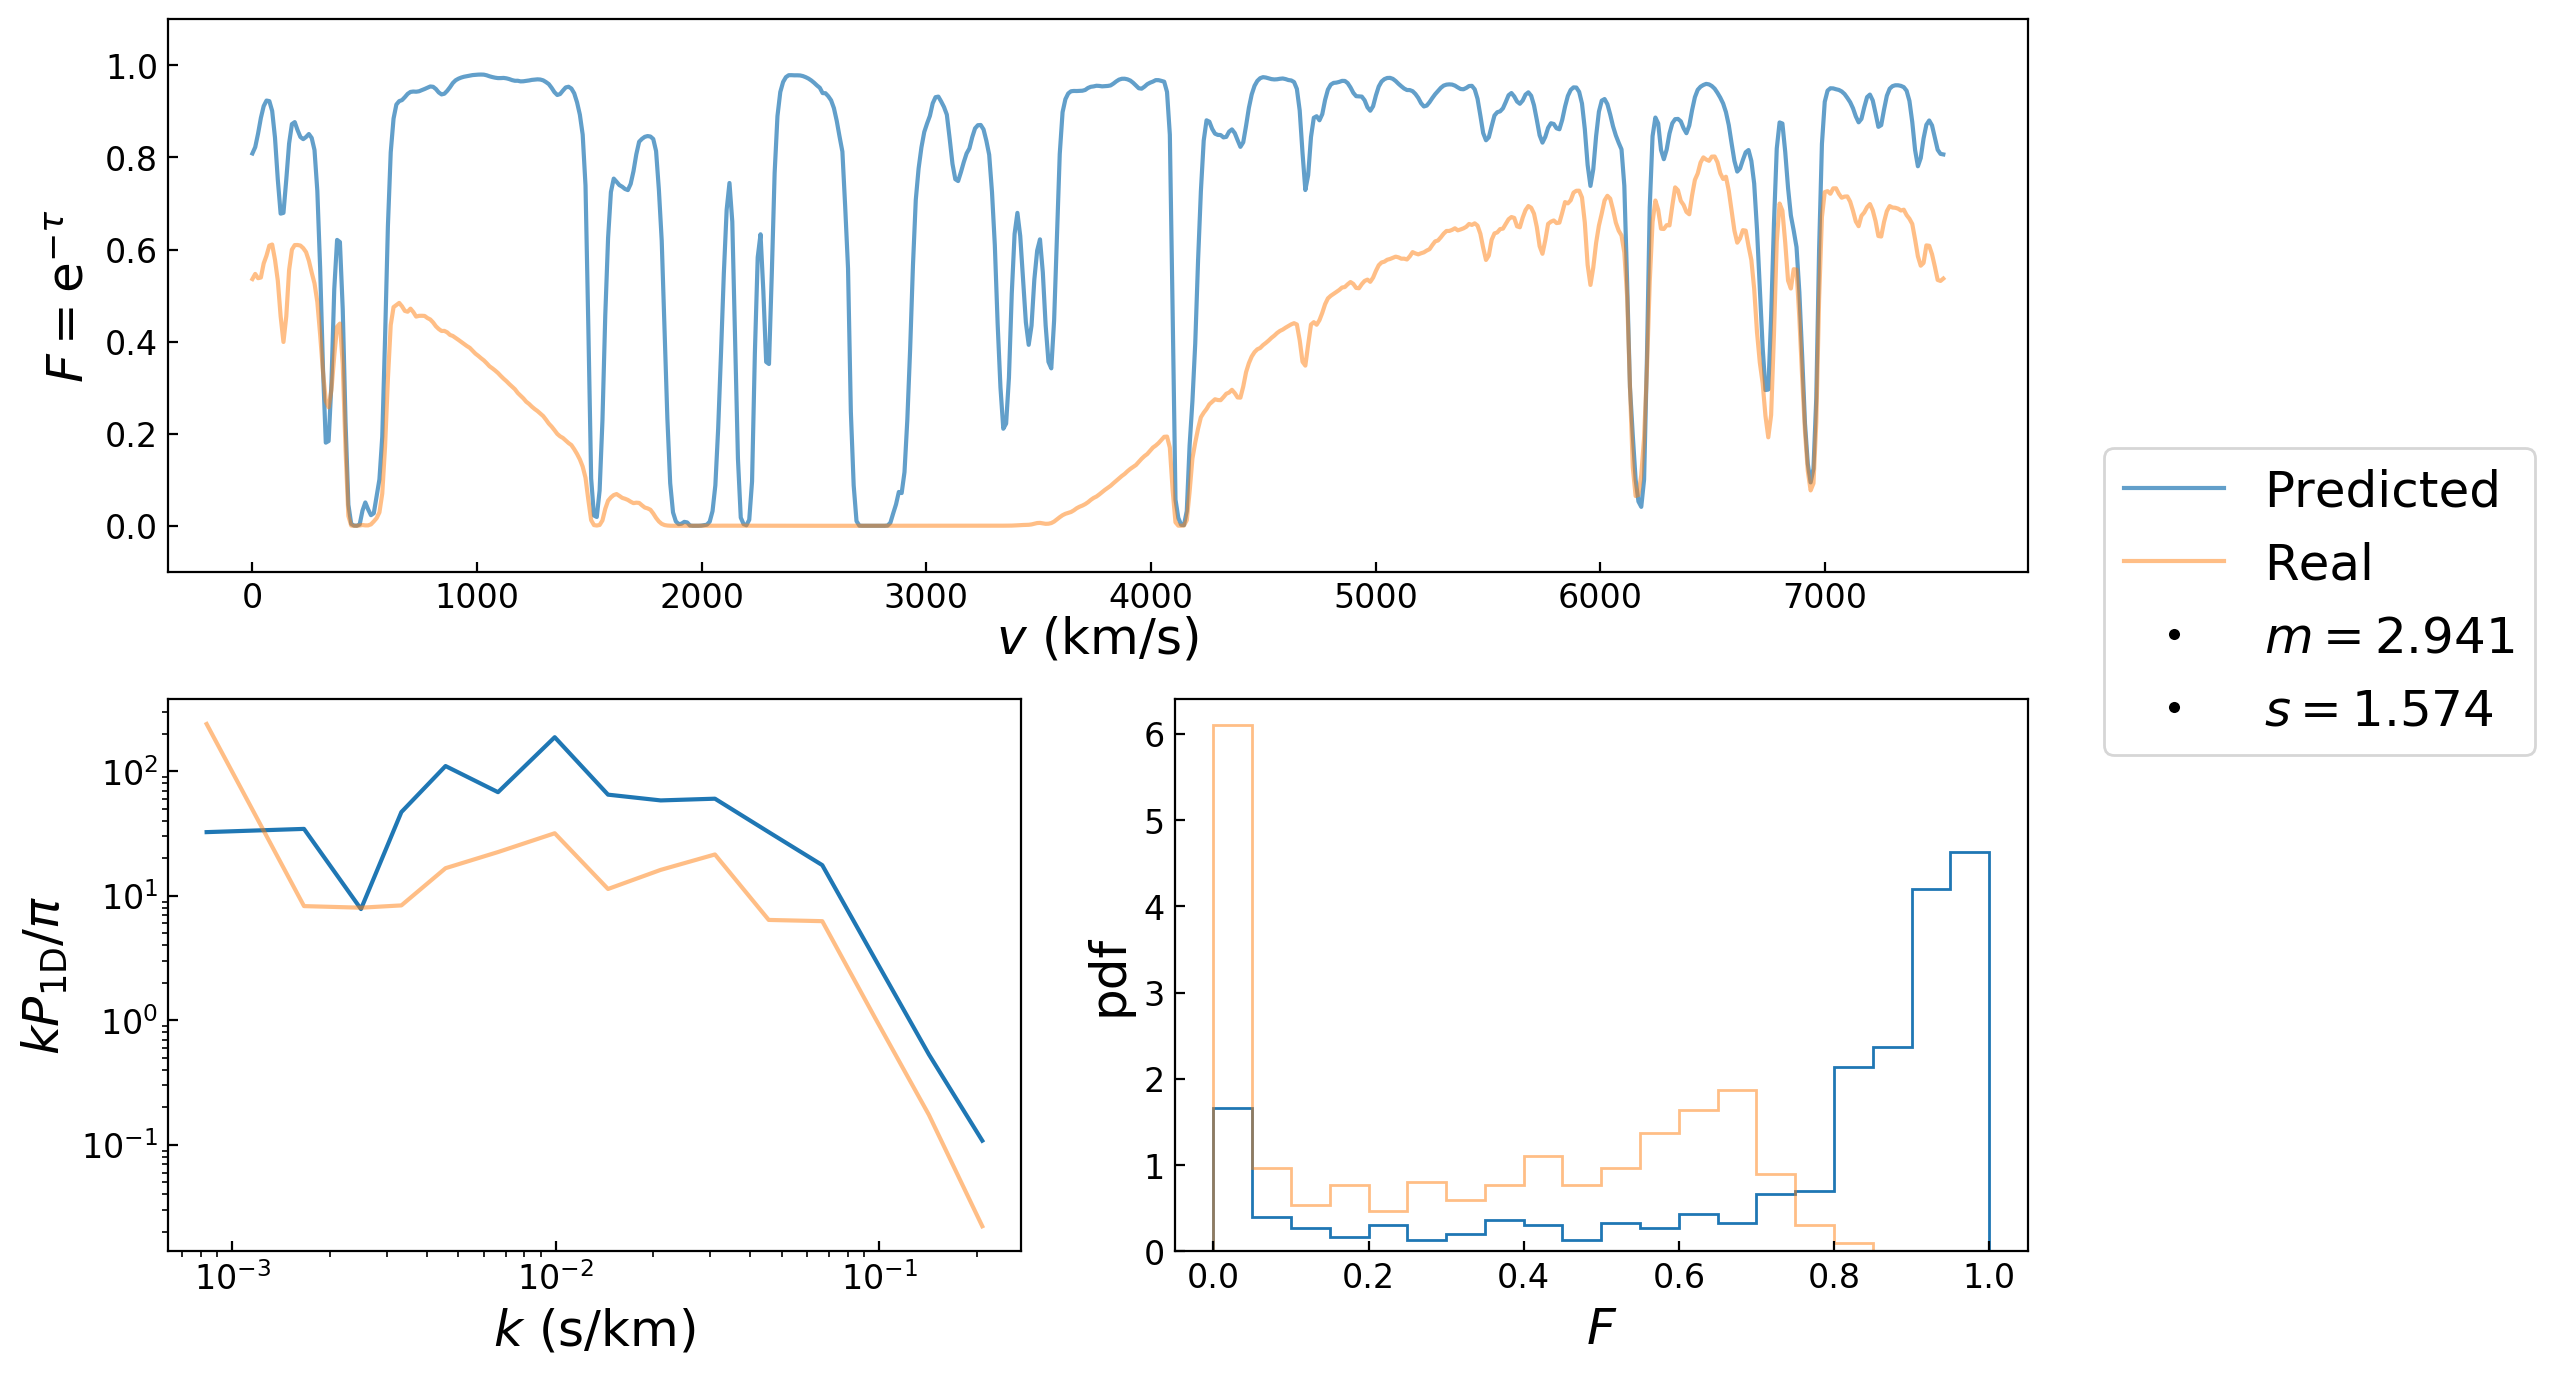 F = e^{-τ}
1.0
0.8
0.6
0.4
0.2
0.0
0 1000 2000 3000 4000 5000 6000 7000
v (km/s)
Predicted
Real
m = 2.941
s = 1.574
kP_{1D}/π
10^2
10^1
10^0
10^{-1}
10^{-3} 10^{-2} 10^{-1}
k (s/km)
pdf
6
5
4
3
2
1
0
0.0 0.2 0.4 0.6 0.8 1.0
F